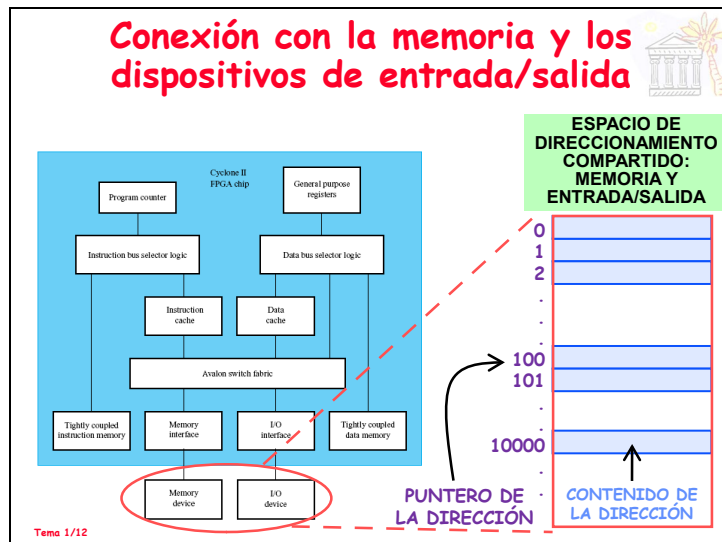 Conexión con la memoria y los
dispositivos de entrada/salida
ESPACIO DE
DIRECCIONAMIENTO
COMPARTIDO:
MEMORIA Y
ENTRADA/SALIDA
Cyclone II
FPGA chip
Program counter
General purpose
registers
Instruction bus selector logic
Data bus selector logic
Instruction
cache
Data
cache
Avalon switch fabric
Tightly coupled
instruction memory
Memory
interface
I/O
interface
Tightly coupled
data memory
Memory
device
I/O
device
0
1
2
.
.
.
100
101
.
.
10000
.
.
PUNTERO DE
LA DIRECCIÓN
CONTENIDO DE
LA DIRECCIÓN
Tema 1/12